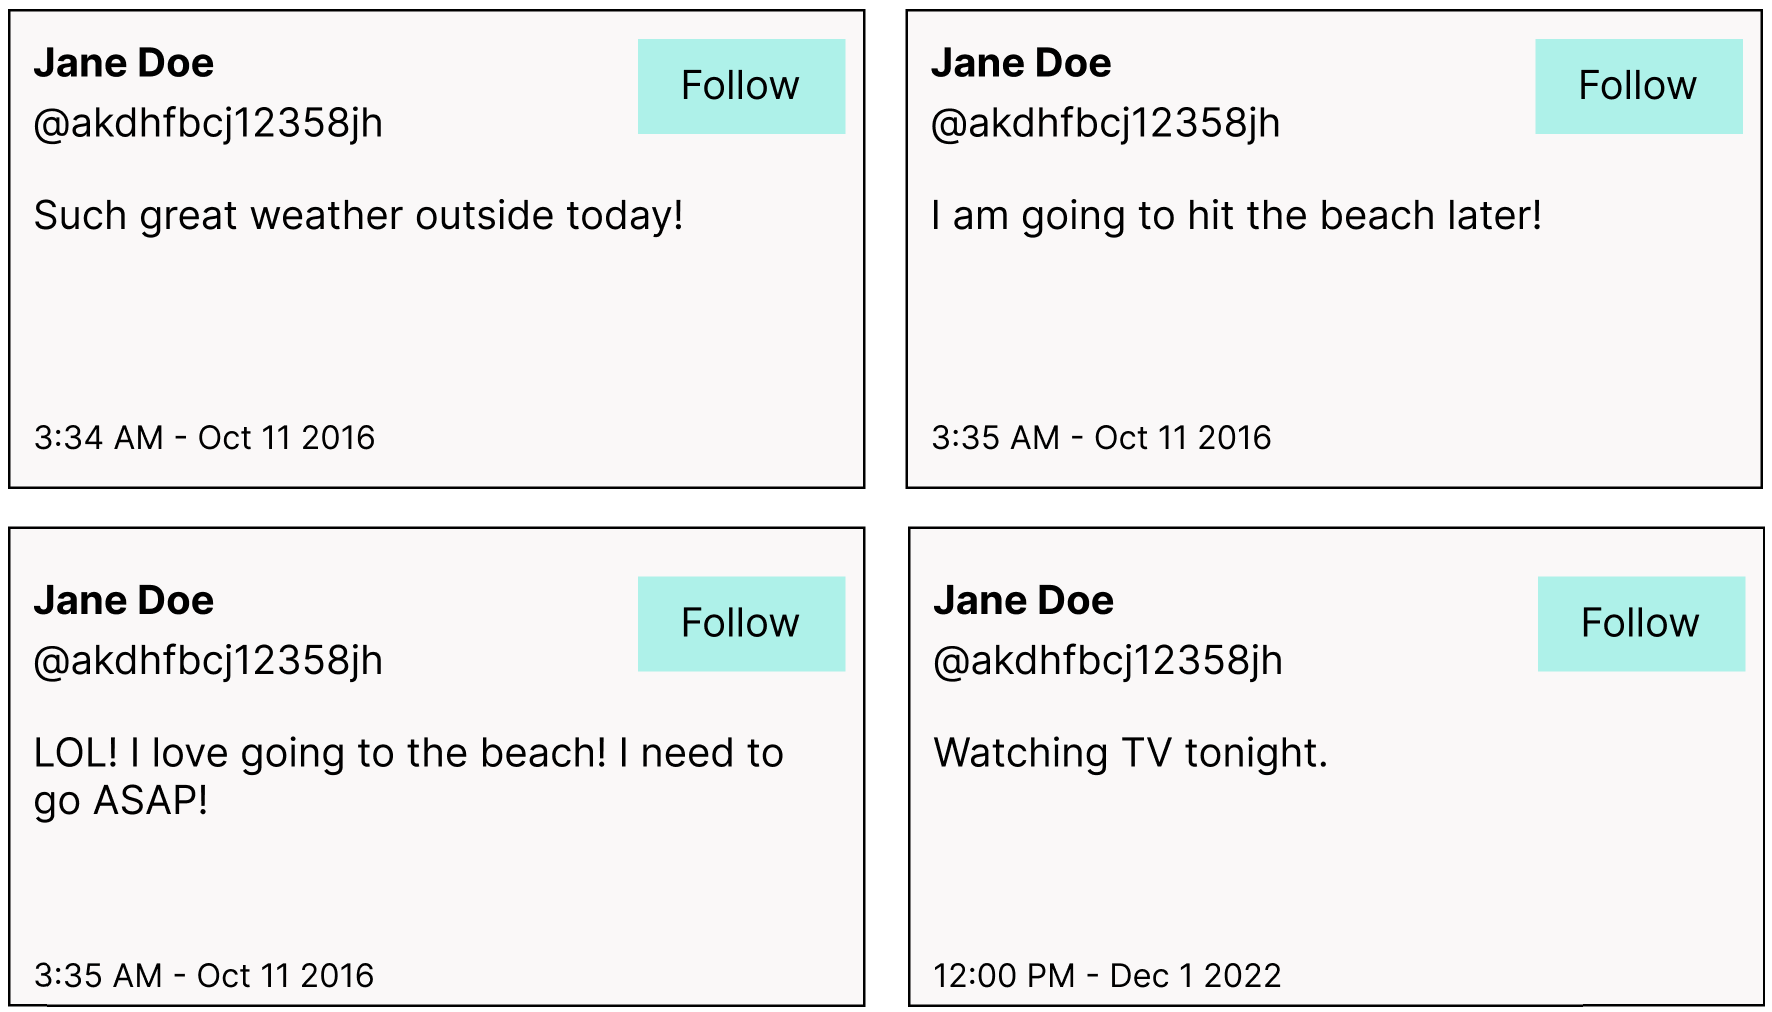 Jane Doe
Follow
@akdhfbcj12358jh
Such great weather outside today!
3:34 AM - Oct 11 2016
Jane Doe
Follow
@akdhfbcj12358jh
I am going to hit the beach later!
3:35 AM - Oct 11 2016
Jane Doe
Follow
@akdhfbcj12358jh
LOL! I love going to the beach! I need to
go ASAP!
3:35 AM - Oct 11 2016
Jane Doe
Follow
@akdhfbcj12358jh
Watching TV tonight.
12:00 PM - Dec 1 2022